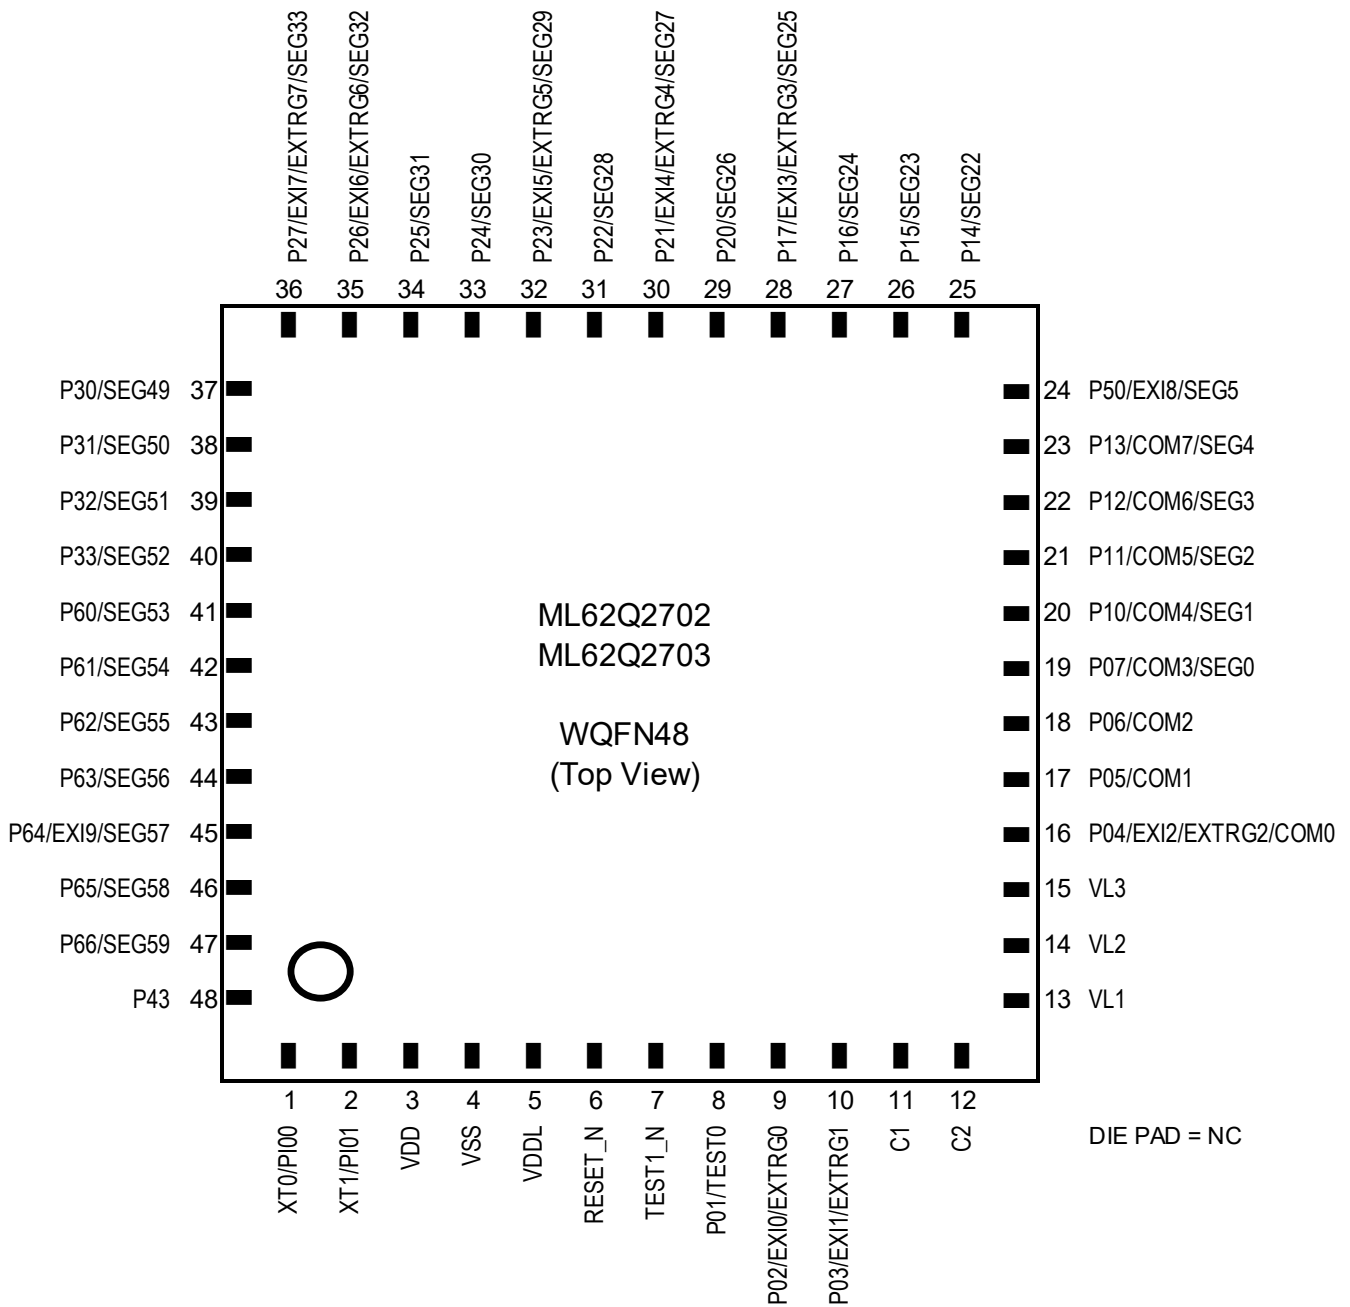 P27/EXI7/EXTRG7/SEG33
P26/EXI6/EXTRG6/SEG32
P25/SEG31
P24/SEG30
P23/EXI5/EXTRG5/SEG29
P22/SEG28
P21/EXI4/EXTRG4/SEG27
P20/SEG26
P17/EXI3/EXTRG3/SEG25
P16/SEG24
P15/SEG23
P14/SEG22
36 35 34 33 32 31 30 29 28 27 26 25
P30/SEG49 37
P31/SEG50 38
P32/SEG51 39
P33/SEG52 40
P60/SEG53 41
P61/SEG54 42
P62/SEG55 43
P63/SEG56 44
P64/EXI9/SEG57 45
P65/SEG58 46
P66/SEG59 47
P43 48
ML62Q2702
ML62Q2703
WQFN48
(Top View)
24 P50/EXI8/SEG5
23 P13/COM7/SEG4
22 P12/COM6/SEG3
21 P11/COM5/SEG2
20 P10/COM4/SEG1
19 P07/COM3/SEG0
18 P06/COM2
17 P05/COM1
16 P04/EXI2/EXTRG2/COM0
15 VL3
14 VL2
13 VL1
1 2 3 4 5 6 7 8 9 10 11 12
XT0/PI00
XT1/PI01
VDD
VSS
VDDL
RESET_N
TEST1_N
P01/TEST0
P02/EXI0/EXTRG0
P03/EXI1/EXTRG1
C1
C2
DIE PAD = NC